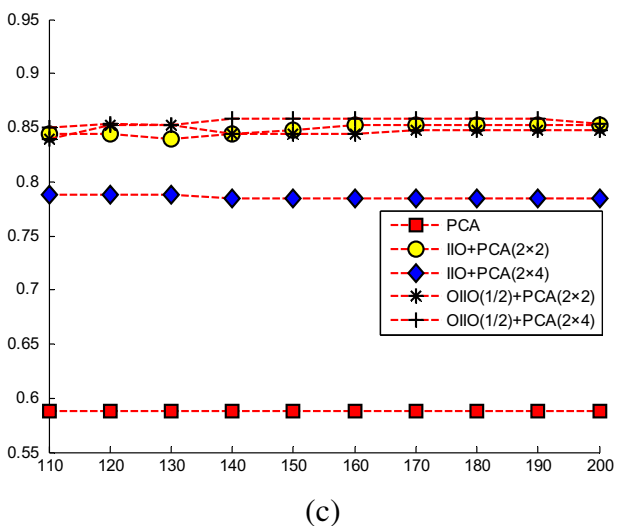 0.95
0.9
0.85
0.8
0.75
0.7
0.65
0.6
0.55
PCA
IIO+PCA(2×2)
IIO+PCA(2×4)
OIIO(1/2)+PCA(2×2)
OIIO(1/2)+PCA(2×4)
110 120 130 140 150 160 170 180 190 200
(c)